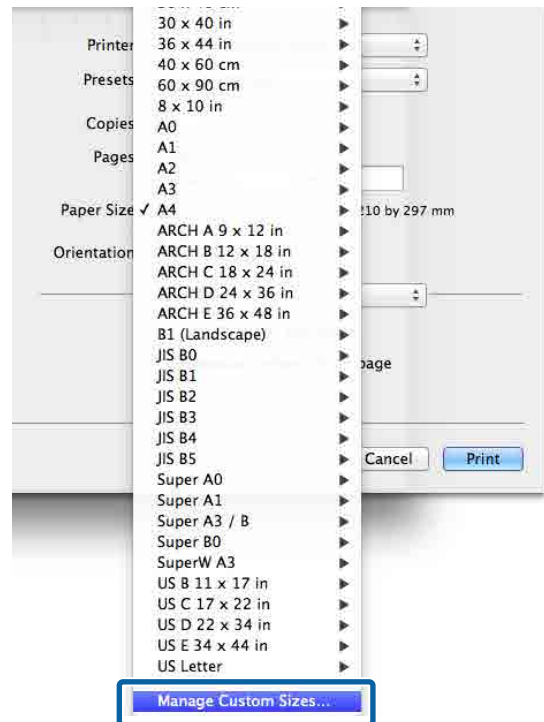 30 x 40 in
Printer 36 x 44 in
40 x 60 cm
Presets 60 x 90 cm
8 x 10 in
Copies A0
A1
Pages A2
A3
Paper Size ✓ A4 210 by 297 mm
ARCH A 9 x 12 in
Orientation ARCH B 12 x 18 in
ARCH C 18 x 24 in
ARCH D 24 x 36 in
ARCH E 36 x 48 in
B1 (Landscape)
JIS B0
JIS B1 page
JIS B2
JIS B3
JIS B4
JIS B5 Cancel Print
Super A0
Super A1
Super A3 / B
Super B0
SuperW A3
US B 11 x 17 in
US C 17 x 22 in
US D 22 x 34 in
US E 34 x 44 in
US Letter
Manage Custom Sizes...